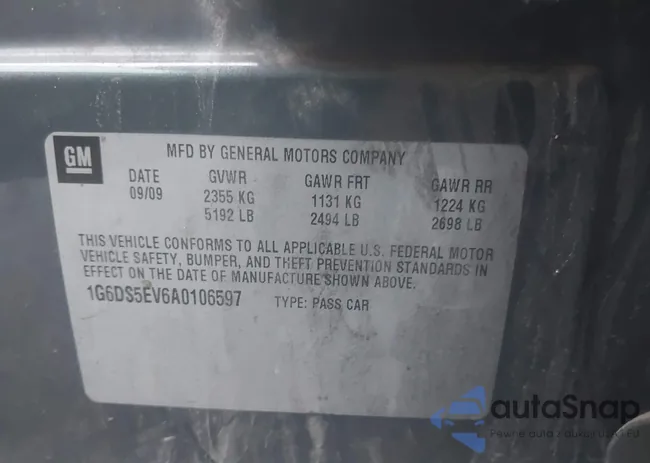 GM
MFD BY GENERAL MOTORS COMPANY
DATE GVWR GAWR FRT GAWR RR
09/09 2355 KG 1131 KG 1224 KG
5192 LB 2494 LB 2698 LB
THIS VEHICLE CONFORMS TO ALL APPLICABLE U.S. FEDERAL MOTOR
VEHICLE SAFETY, BUMPER, AND THEFT PREVENTION STANDARDS IN
EFFECT ON THE DATE OF MANUFACTURE SHOWN ABOVE.
1G6DS5EV6A0106597 TYPE: PASS CAR
autaSnap